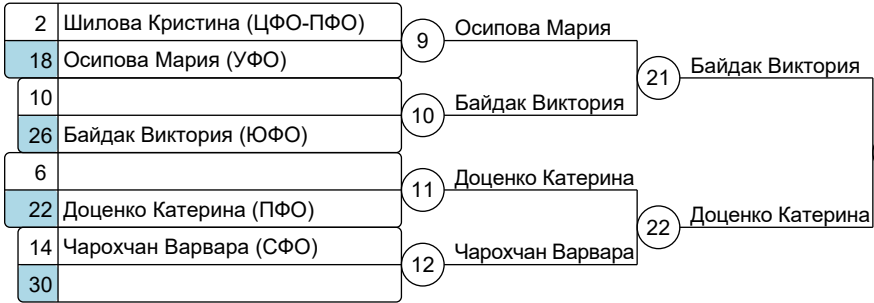 2 Шилова Кристина (ЦФО-ПФО)
9 Осипова Мария
18 Осипова Мария (УФО)
21 Байдак Виктория
10
10 Байдак Виктория
26 Байдак Виктория (ЮФО)
6
11 Доценко Катерина
22 Доценко Катерина (ПФО)
22 Доценко Катерина
14 Чарохчан Варвара (СФО)
12 Чарохчан Варвара
30